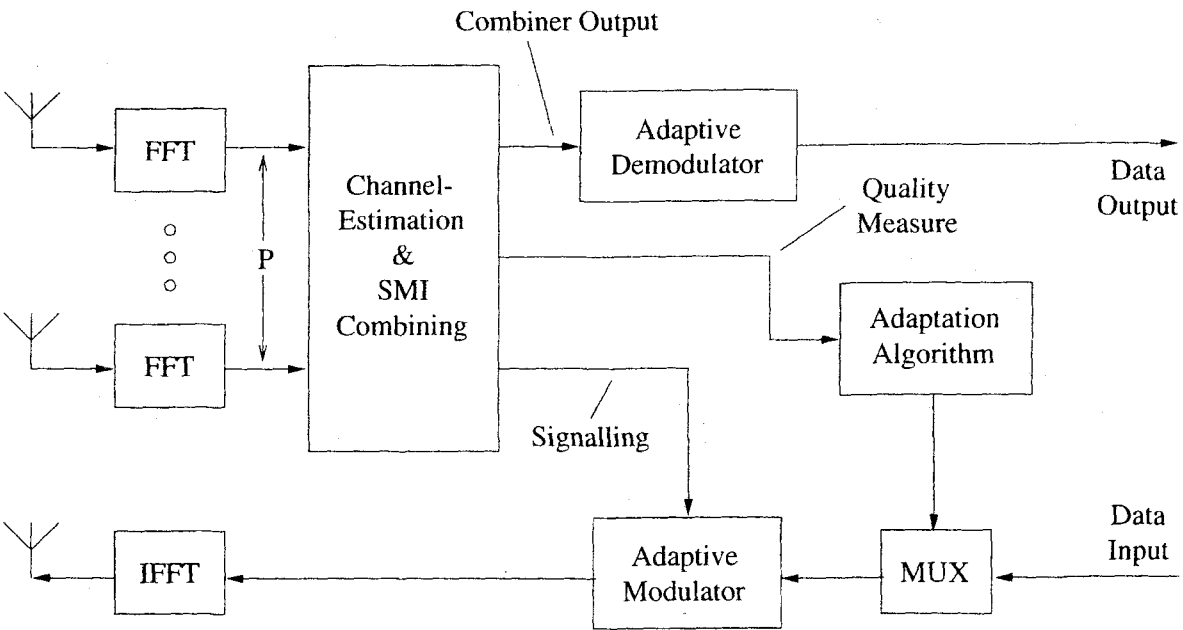 Combiner Output
FFT
Adaptive
Demodulator
Data
Output
Channel-
Estimation
&
SMI
Combining
Quality
Measure
P
FFT
Adaptation
Algorithm
Signalling
IFFT
Adaptive
Modulator
MUX
Data
Input